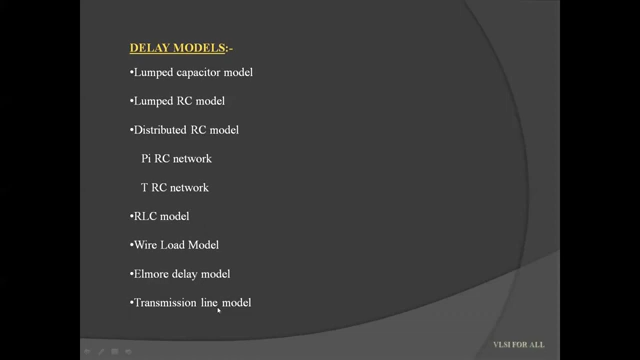 DELAY MODELS:-
•Lumped capacitor model
•Lumped RC model
•Distributed RC model
Pi RC network
T RC network
•RLC model
•Wire Load Model
•Elmore delay model
•Transmission line model
VLSI FOR ALL